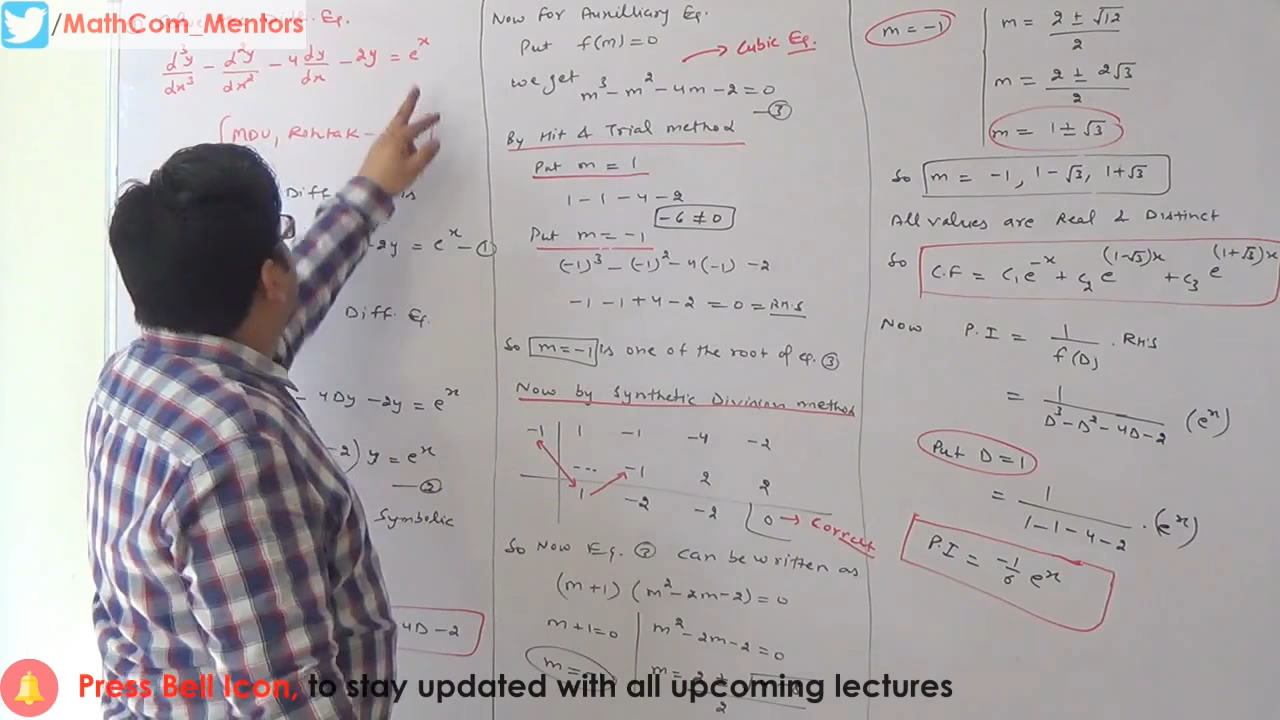 /MathCom_Mentors
Diff. Eq.
d³y/dx³ - d²y/dx² - 4 dy/dx - 2y = e^x
[MDU, Rohtak -
Diff is
-2y = e^x - ①
Diff. Eq.
- 4Dy - 2y = e^x
-2) y = e^x
— ②
Symbolic
4D - 2
Now for Auxilliary Eq.
Put f(m) = 0
→ Cubic Eq.
we get m³ - m² - 4m - 2 = 0
— ③
By Hit & Trial method
Put m = 1
1 - 1 - 4 - 2
-6 ≠ 0
Put m = -1
(-1)³ - (-1)² - 4(-1) - 2
-1 - 1 + 4 - 2 = 0 = RHS
So m = -1 is one of the root of eq. ③
Now by Synthetic Division method
-1 1 -1 -4 -2
... -1 2 2
1 -2 -2 0 → Correct
So Now Eq. ③ can be written as
(m+1) (m² - 2m - 2) = 0
m+1=0
m² - 2m - 2 = 0
m =
2
m = -1
m = 2 ± √12 / 2
m = 2 ± 2√3 / 2
m = 1 ± √3
So m = -1, 1-√3, 1+√3
All values are Real & Distinct
So C.F = c₁e^-x + c₂ e^(1-√3)x + c₃ e^(1+√3)x
Now P.I = 1/f(D) . RHS
= 1/D³-D²-4D-2 (e^x)
Put D = 1
= 1/1-1-4-2 . (e^x)
P.I = -1/6 e^x
Press Bell Icon, to stay updated with all upcoming lectures